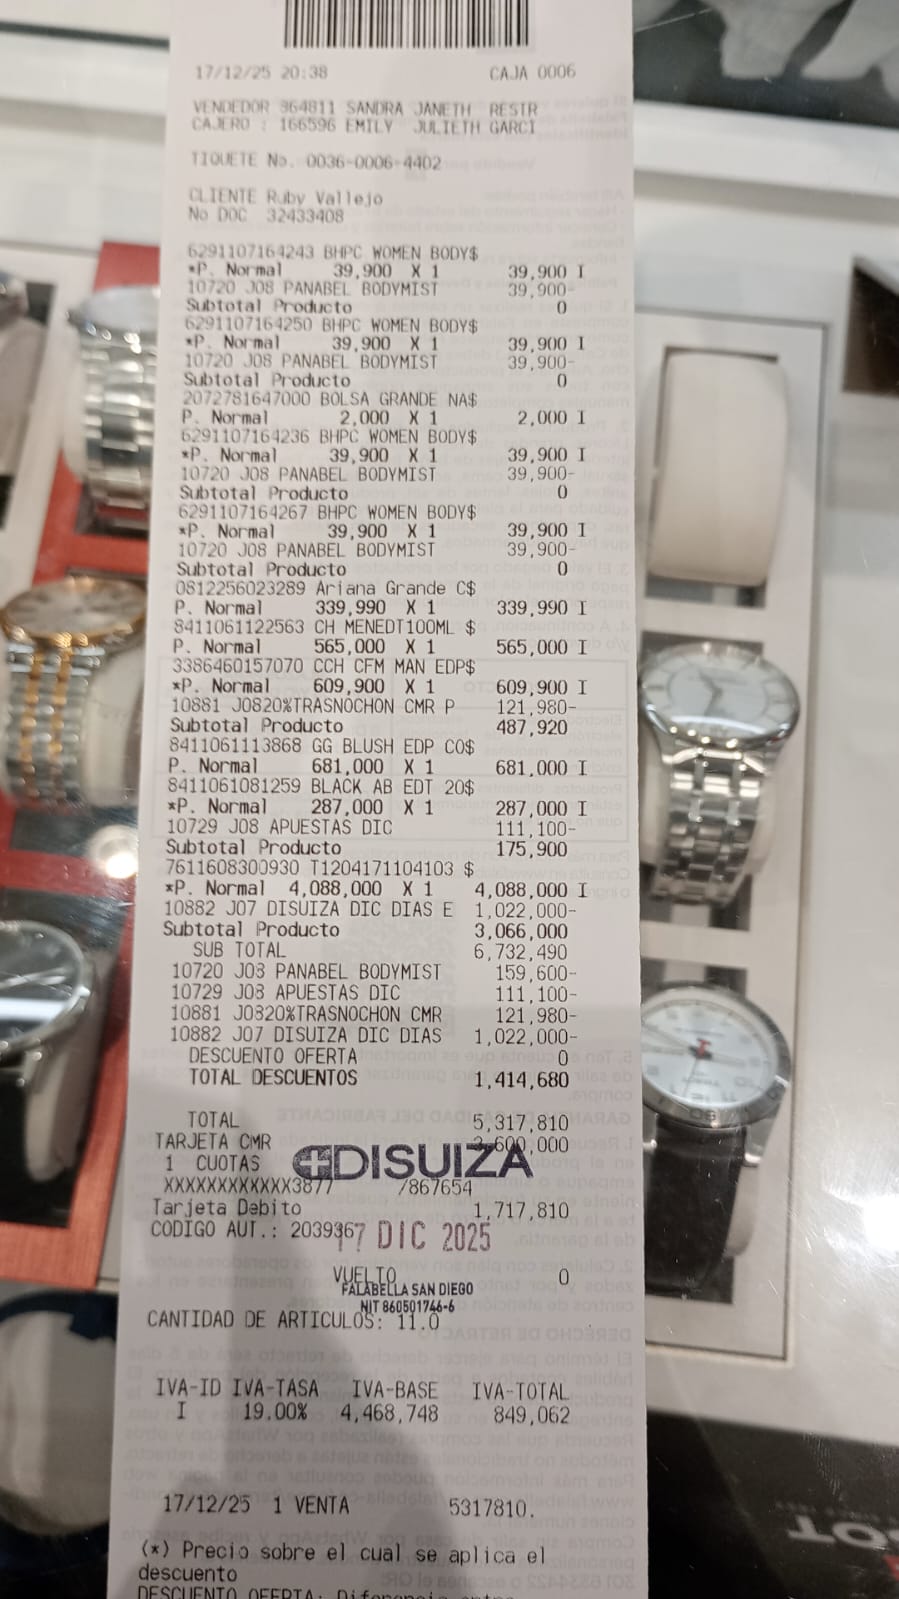 17/12/25 20:38 CAJA 0006
VENDEDOR 964811 SANDRA JANETH RESTR
CAJERO : 166596 EMILY JULIETH GARCI
TIQUETE No. 0036-0006-4402
CLIENTE Ruby Vallejo
No DOC 32433408
6291107164243 BHPC WOMEN BODY$
*P. Normal 39,900 X 1 39,900 I
10720 J08 PANABEL BODYMIST 39,900-
Subtotal Producto 0
6291107164250 BHPC WOMEN BODY$
*P. Normal 39,900 X 1 39,900 I
10720 J08 PANABEL BODYMIST 39,900-
Subtotal Producto 0
2072781647000 BOLSA GRANDE NA$
P. Normal 2,000 X 1 2,000 I
6291107164236 BHPC WOMEN BODY$
*P. Normal 39,900 X 1 39,900 I
10720 J08 PANABEL BODYMIST 39,900-
Subtotal Producto 0
6291107164267 BHPC WOMEN BODY$
*P. Normal 39,900 X 1 39,900 I
10720 J08 PANABEL BODYMIST 39,900-
Subtotal Producto 0
0812256023289 Ariana Grande C$
P. Normal 339,990 X 1 339,990 I
8411061122563 CH MENEDT100ML $
P. Normal 565,000 X 1 565,000 I
3386460157070 CCH CFM MAN EDP$
*P. Normal 609,900 X 1 609,900 I
10881 J0820%TRASNOCHON CMR P 121,980-
Subtotal Producto 487,920
8411061113868 GG BLUSH EDP CO$
P. Normal 681,000 X 1 681,000 I
8411061081259 BLACK AB EDT 20$
*P. Normal 287,000 X 1 287,000 I
10729 J08 APUESTAS DIC 111,100-
Subtotal Producto 175,900
7611608300930 T1204171104103 $
*P. Normal 4,088,000 X 1 4,088,000 I
10882 J07 DISUIZA DIC DIAS E 1,022,000-
Subtotal Producto 3,066,000
SUB TOTAL 6,732,490
10720 J08 PANABEL BODYMIST 159,600-
10729 J08 APUESTAS DIC 111,100-
10881 J0820%TRASNOCHON CMR 121,980-
10882 J07 DISUIZA DIC DIAS 1,022,000-
DESCUENTO OFERTA 0
TOTAL DESCUENTOS 1,414,680
TOTAL 5,317,810
TARJETA CMR 3,600,000
1 CUOTAS DISUIZA
XXXXXXXXXXXX3877 /867654
Tarjeta Debito 1,717,810
CODIGO AUT.: 2039367
17 DIC 2025
VUELTO 0
FALABELLA SAN DIEGO
NIT 860501746-6
CANTIDAD DE ARTICULOS: 11.0
IVA-ID IVA-TASA IVA-BASE IVA-TOTAL
I 19.00% 4,468,748 849,062
17/12/25 1 VENTA 5317810.
(*) Precio sobre el cual se aplica el
descuento
DESCUENTO OFERTA: Diferencia entre